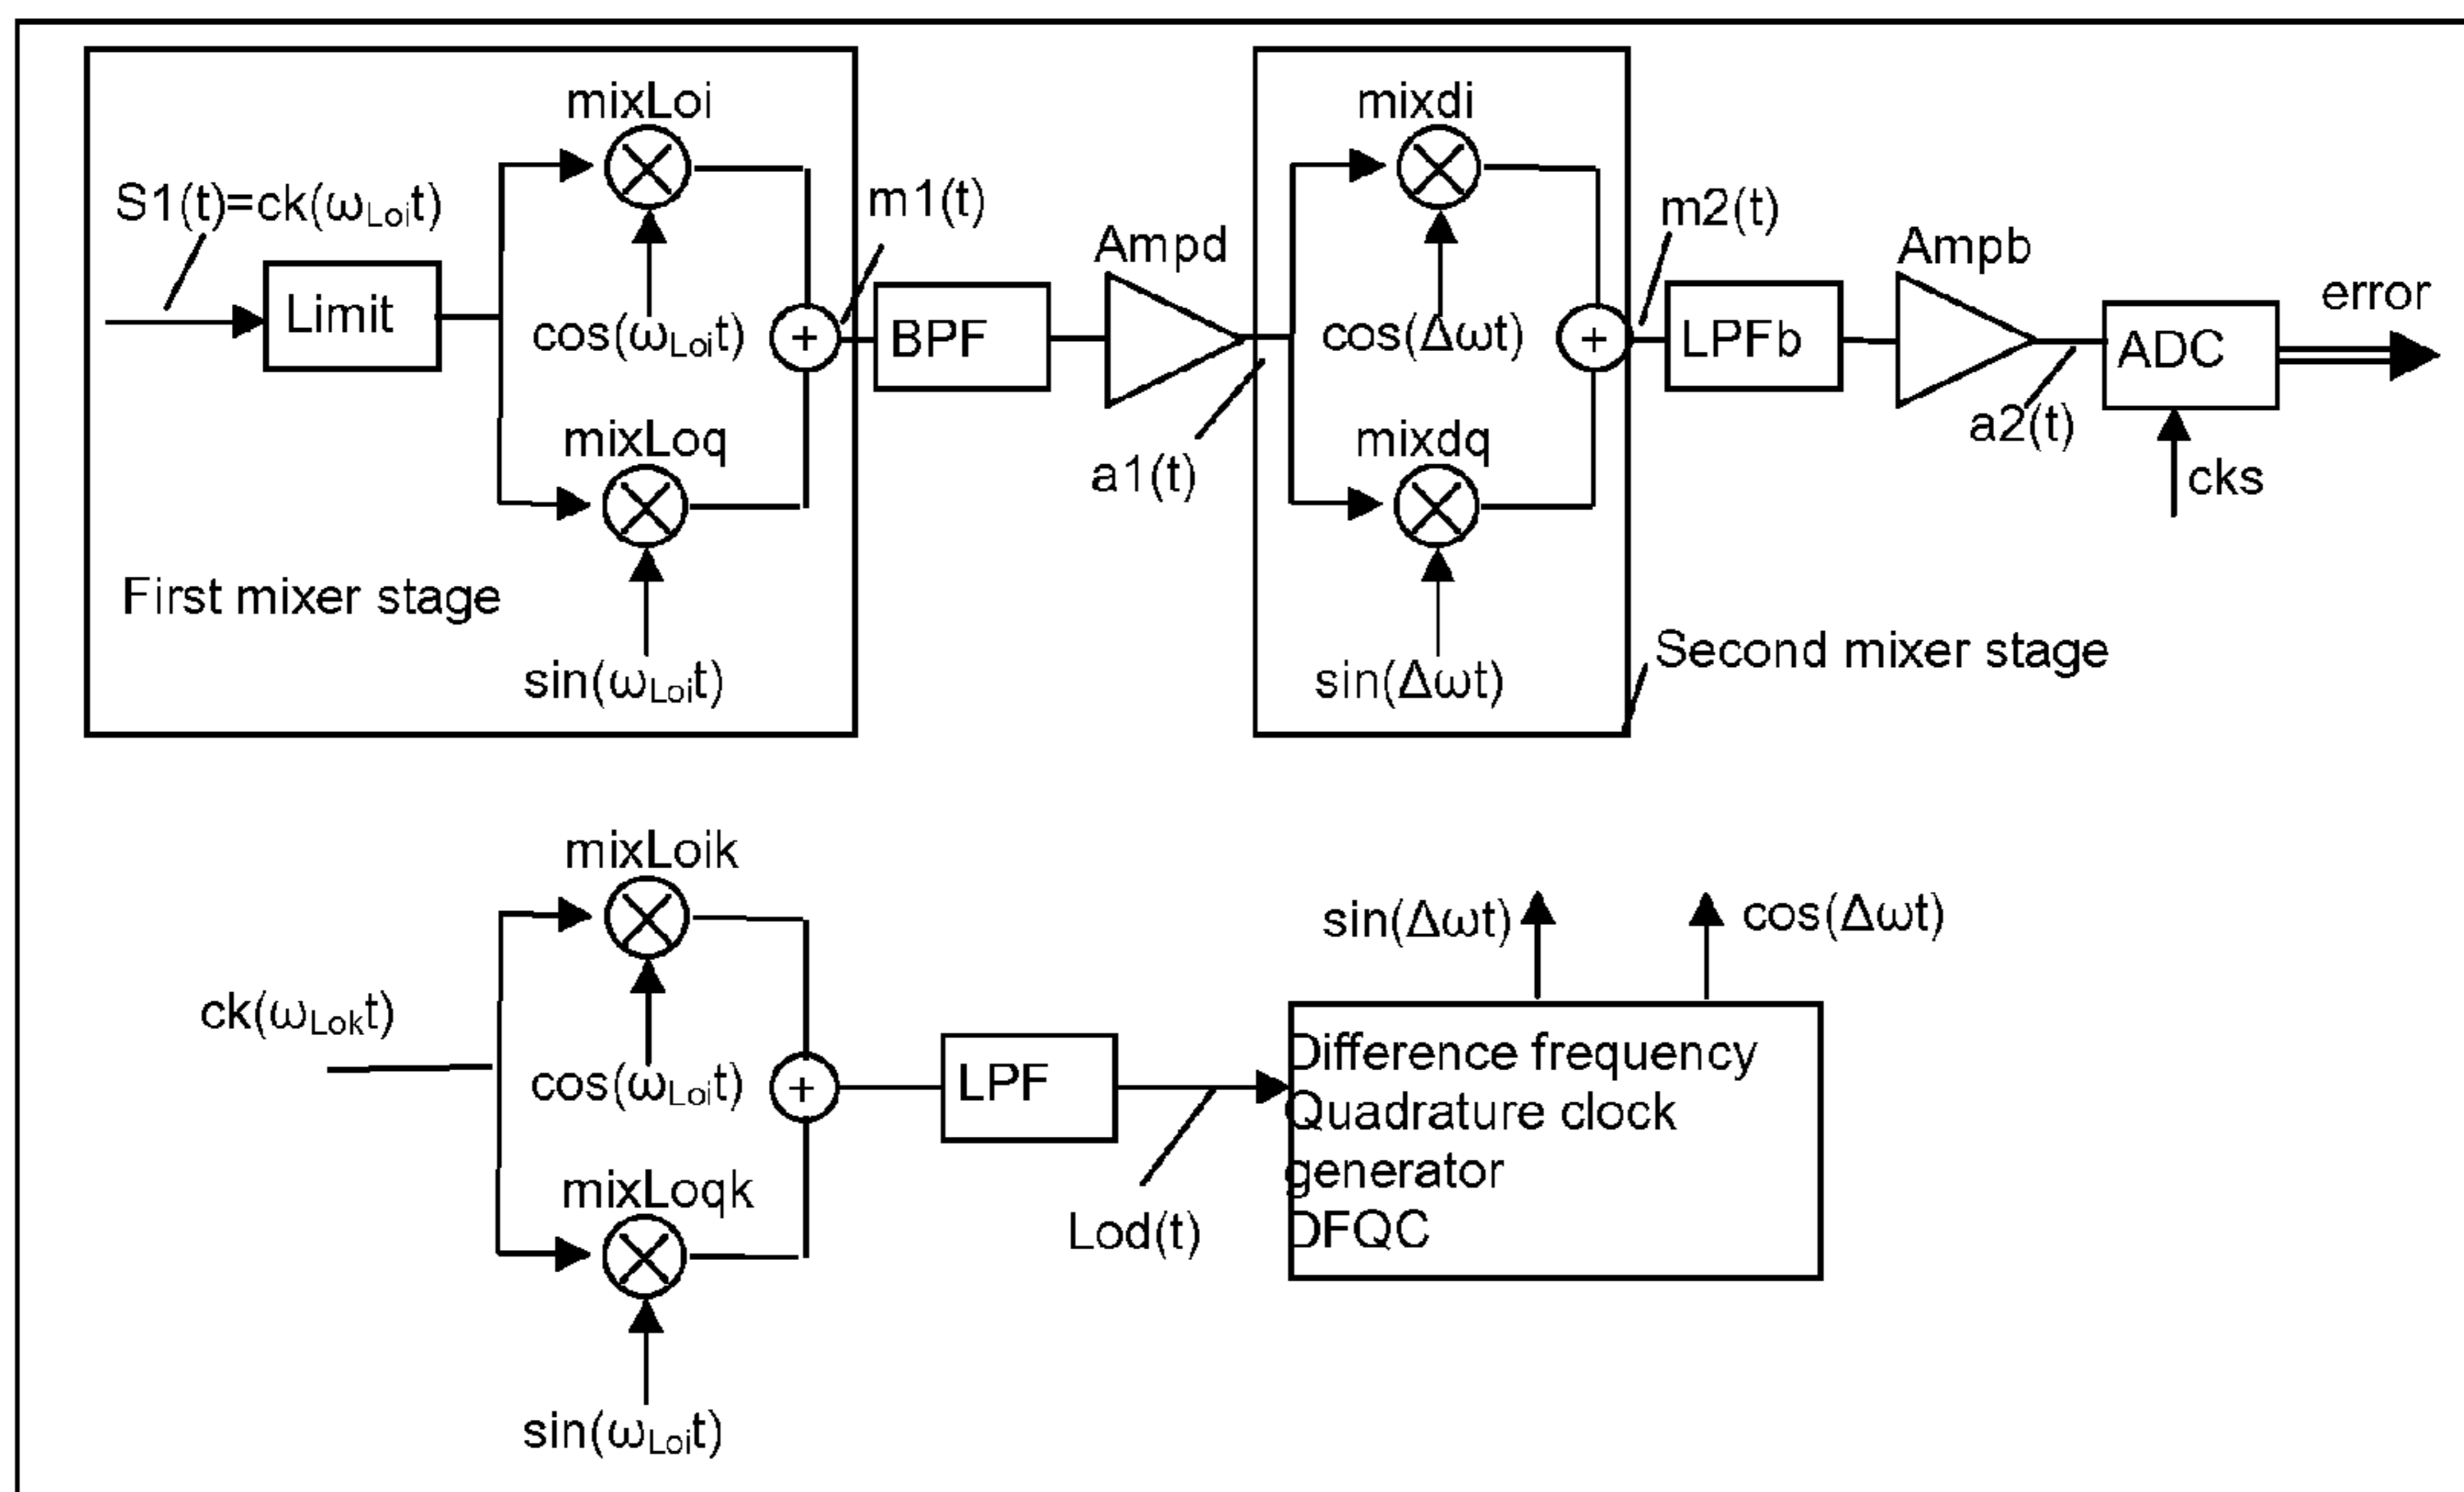 mixLoi
mixdi
S1(t)=ck(ωLoit)
m1(t)
m2(t)
Ampd
Ampb
error
Limit
cos(ωLoit)
+
BPF
cos(Δωt)
+
LPFb
ADC
mixLoq
mixdq
a1(t)
a2(t)
cks
First mixer stage
Second mixer stage
sin(ωLoit)
sin(Δωt)
mixLoik
sin(Δωt)
cos(Δωt)
ck(ωLokt)
cos(ωLoit)
+
LPF
Difference frequency
Quadrature clock
generator
DFQC
mixLoqk
Lod(t)
sin(ωLoit)